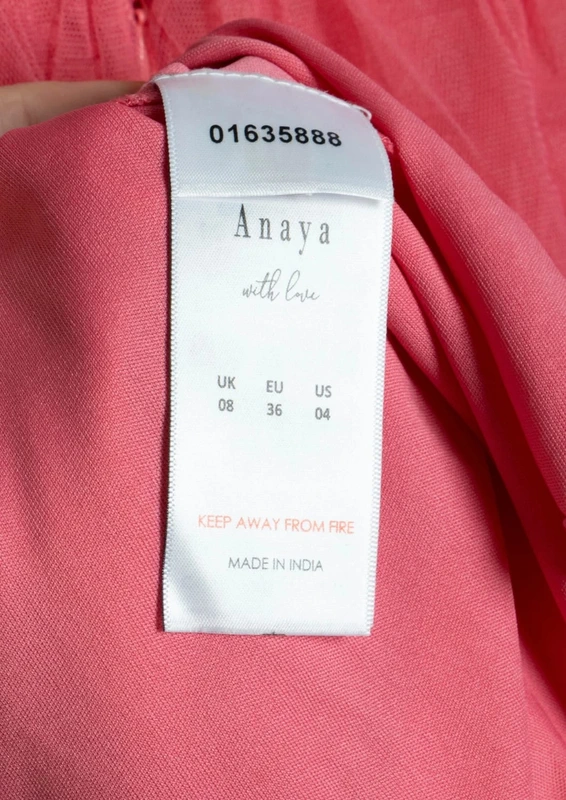 01635888
Anaya
with love
UK EU US
08 36 04
KEEP AWAY FROM FIRE
MADE IN INDIA